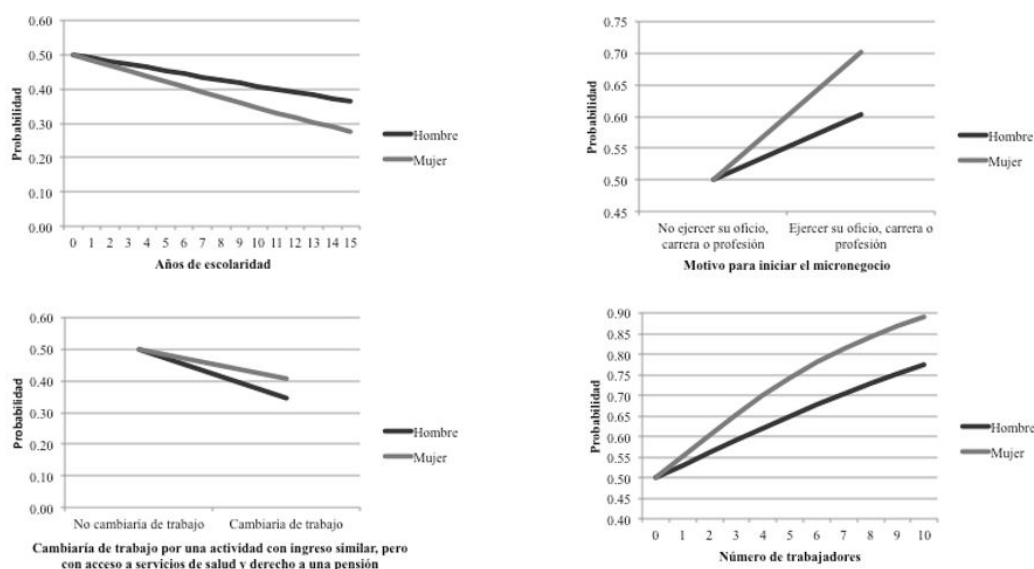 0.60
0.50
0.40
0.30
0.20
0.10
0.00
Probabilidad
0 1 2 3 4 5 6 7 8 9 10 11 12 13 14 15
Años de escolaridad
Hombre
Mujer
0.75
0.70
0.65
0.60
0.55
0.50
0.45
Probabilidad
No ejercer su oficio, Ejercer su oficio, carrera o
carrera o profesión profesión
Motivo para iniciar el micronegocio
Hombre
Mujer
0.60
0.50
0.40
0.30
0.20
0.10
0.00
Probabilidad
No cambiaría de trabajo Cambiaría de trabajo
Cambiaría de trabajo por una actividad con ingreso similar, pero
con acceso a servicios de salud y derecho a una pensión
Hombre
Mujer
0.90
0.85
0.80
0.75
0.70
0.65
0.60
0.55
0.50
0.45
0.40
Probabilidad
0 1 2 3 4 5 6 7 8 9 10
Número de trabajadores
Hombre
Mujer